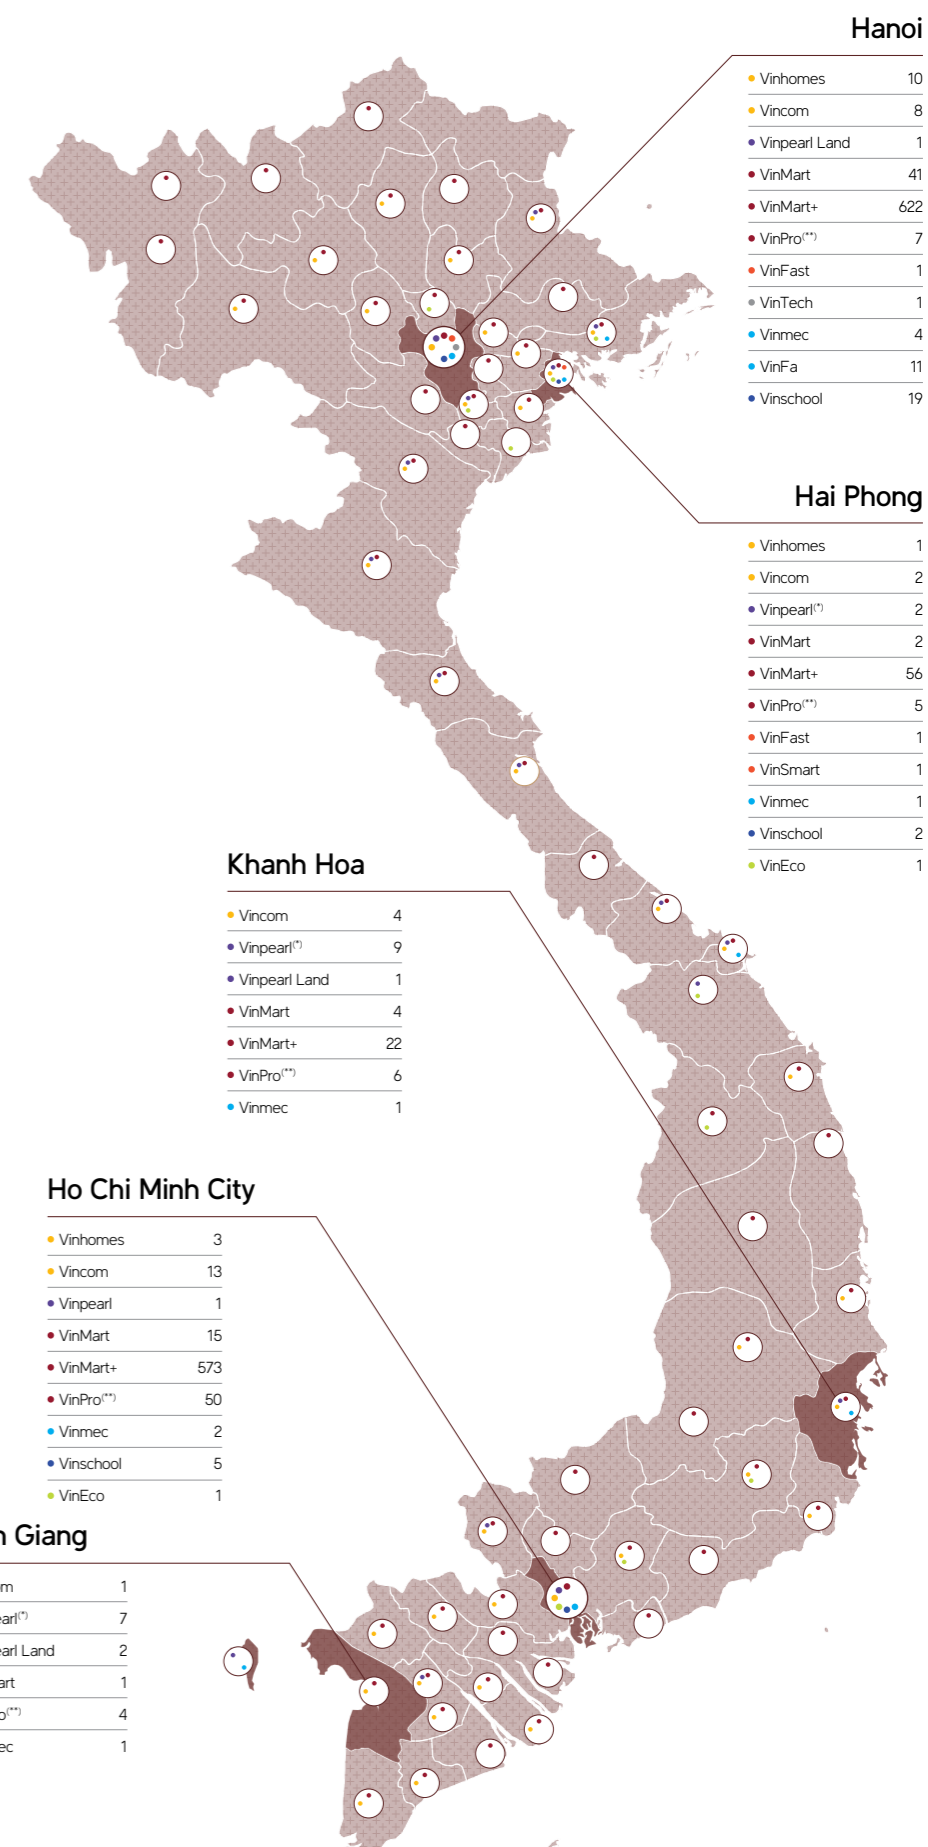 Hanoi
Vinhomes 10
Vincom 8
Vinpearl Land 1
VinMart 41
VinMart+ 622
VinPro(**) 7
VinFast 1
VinTech 1
Vinmec 4
VinFa 11
Vinschool 19
Hai Phong
Vinhomes 1
Vincom 2
Vinpearl(*) 2
VinMart 2
VinMart+ 56
VinPro(**) 5
VinFast 1
VinSmart 1
Vinmec 1
Vinschool 2
VinEco 1
Khanh Hoa
Vincom 4
Vinpearl(*) 9
Vinpearl Land 1
VinMart 4
VinMart+ 22
VinPro(**) 6
Vinmec 1
Ho Chi Minh City
Vinhomes 3
Vincom 13
Vinpearl 1
VinMart 15
VinMart+ 573
VinPro(**) 50
Vinmec 2
Vinschool 5
VinEco 1
Giang
1
7
Land 2
1
4
1